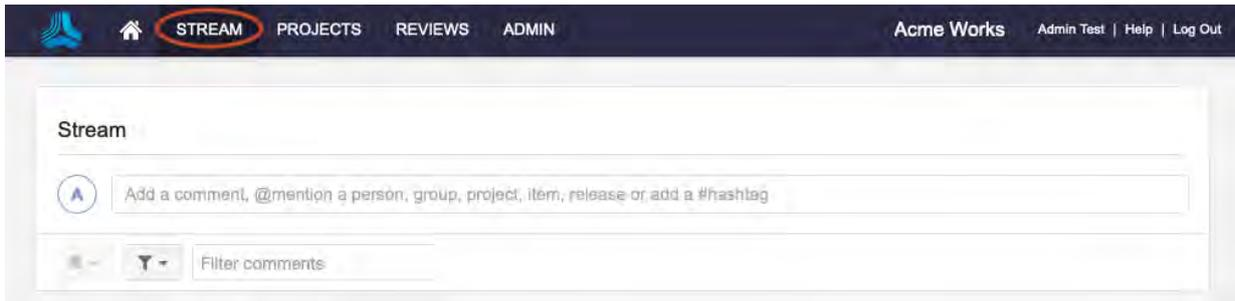 STREAM PROJECTS REVIEWS ADMIN Acme Works Admin Test | Help | Log Out
Stream
A Add a comment, @mention a person, group, project, item, release or add a #hashtag
Filter comments